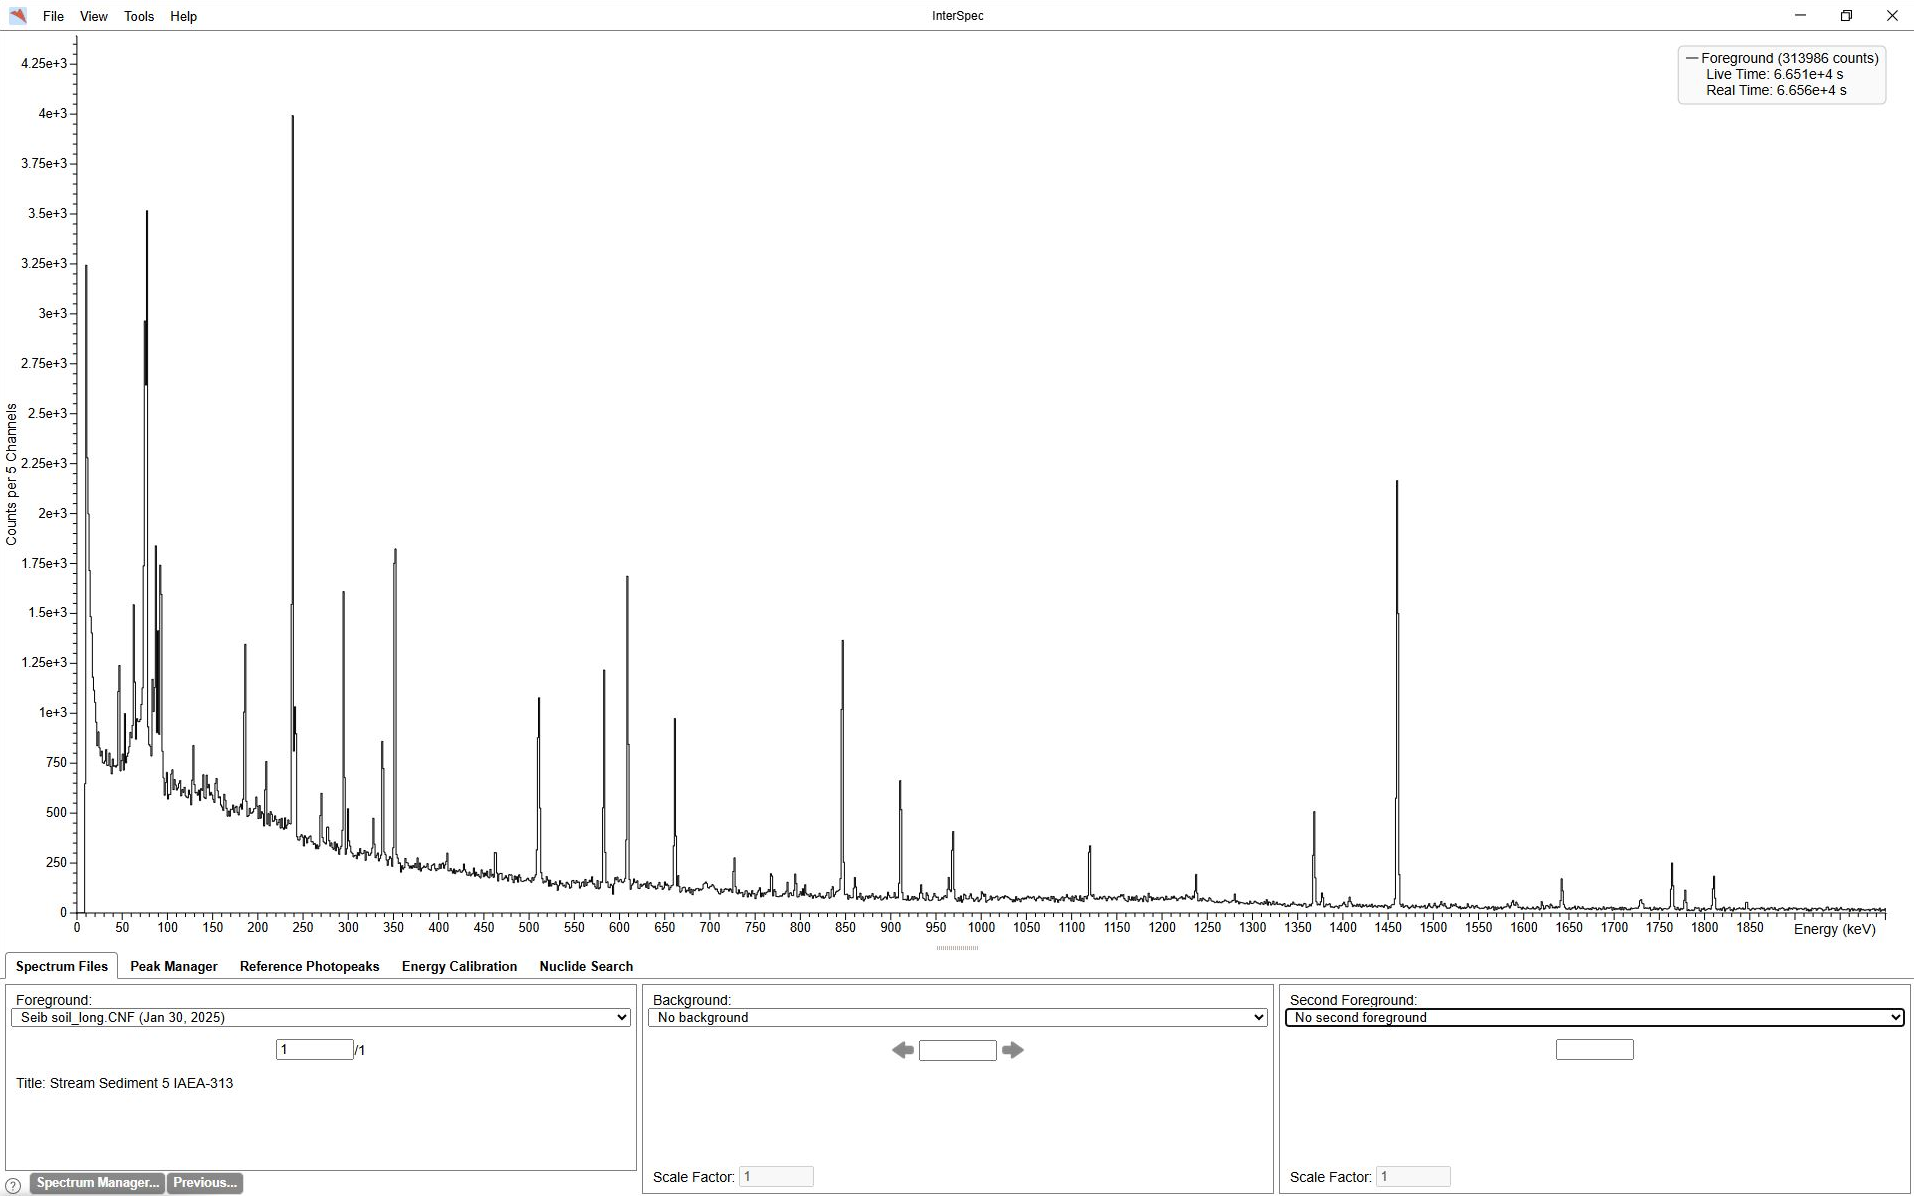 File View Tools Help InterSpec
Foreground (313986 counts)
Live Time: 6.651e+4 s
Real Time: 6.656e+4 s
Counts per 5 Channels
4.25e+3
4e+3
3.75e+3
3.5e+3
3.25e+3
3e+3
2.75e+3
2.5e+3
2.25e+3
2e+3
1.75e+3
1.5e+3
1.25e+3
1e+3
750
500
250
0
0 50 100 150 200 250 300 350 400 450 500 550 600 650 700 750 800 850 900 950 1000 1050 1100 1150 1200 1250 1300 1350 1400 1450 1500 1550 1600 1650 1700 1750 1800 1850 Energy (keV)
Spectrum Files Peak Manager Reference Photopeaks Energy Calibration Nuclide Search
Foreground:
Seib soil_long.CNF (Jan 30, 2025)
1 /1
Title: Stream Sediment 5 IAEA-313
Background:
No background
Scale Factor: 1
Second Foreground:
No second foreground
Scale Factor: 1
? Spectrum Manager... Previous...